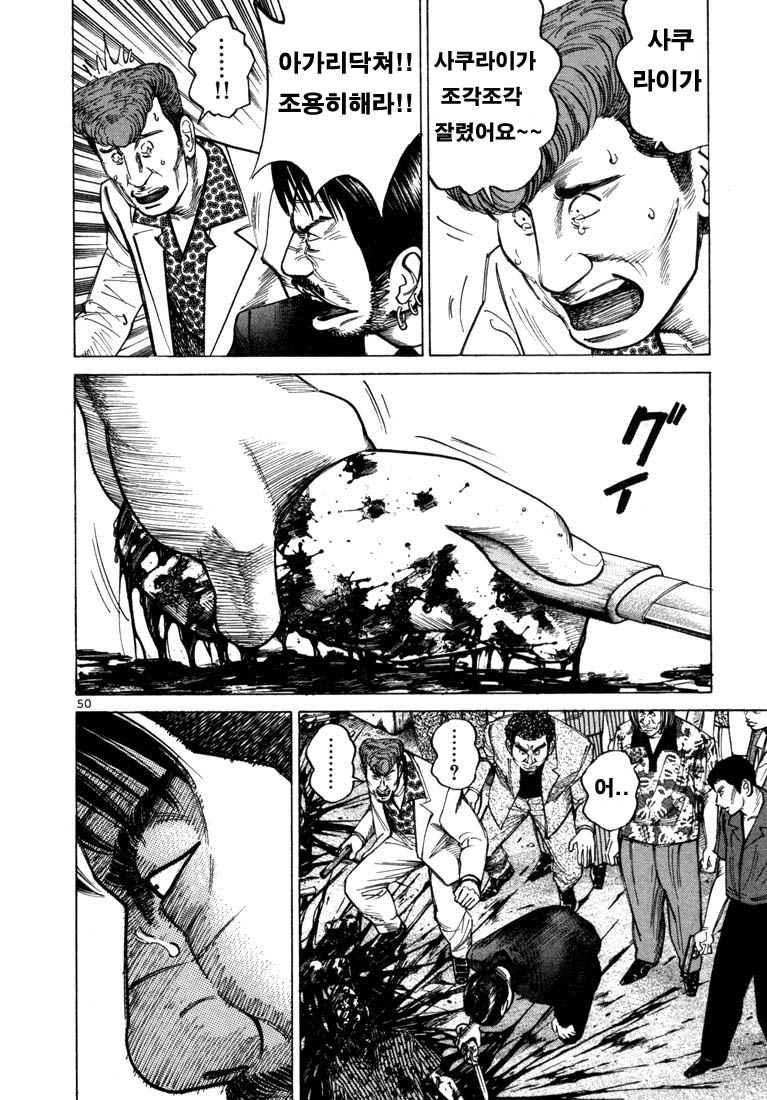 사쿠
라이가
사쿠라이가
조각조각
잘렸어요~~
아가리닥쳐!!
조용히해라!!
……!!
グイ
50
어..
……?
……